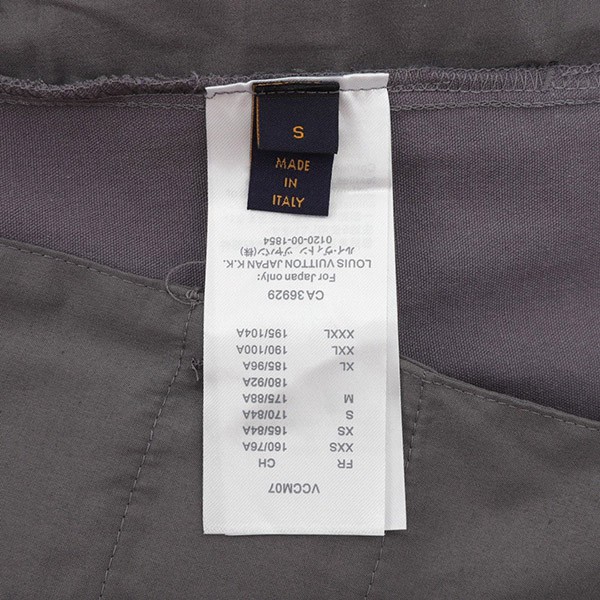 S
MADE
IN
ITALY
VCCM07
FR CH
XXS 160/76A
XS 165/84A
S 170/84A
M 175/88A
180/92A
XL 185/96A
XXL 190/100A
XXXL 195/104A
CA36929
For Japan only:
LOUIS VUITTON JAPAN K.K.
ルイ・ヴィトン ジャパン(株)
0120-00-1854